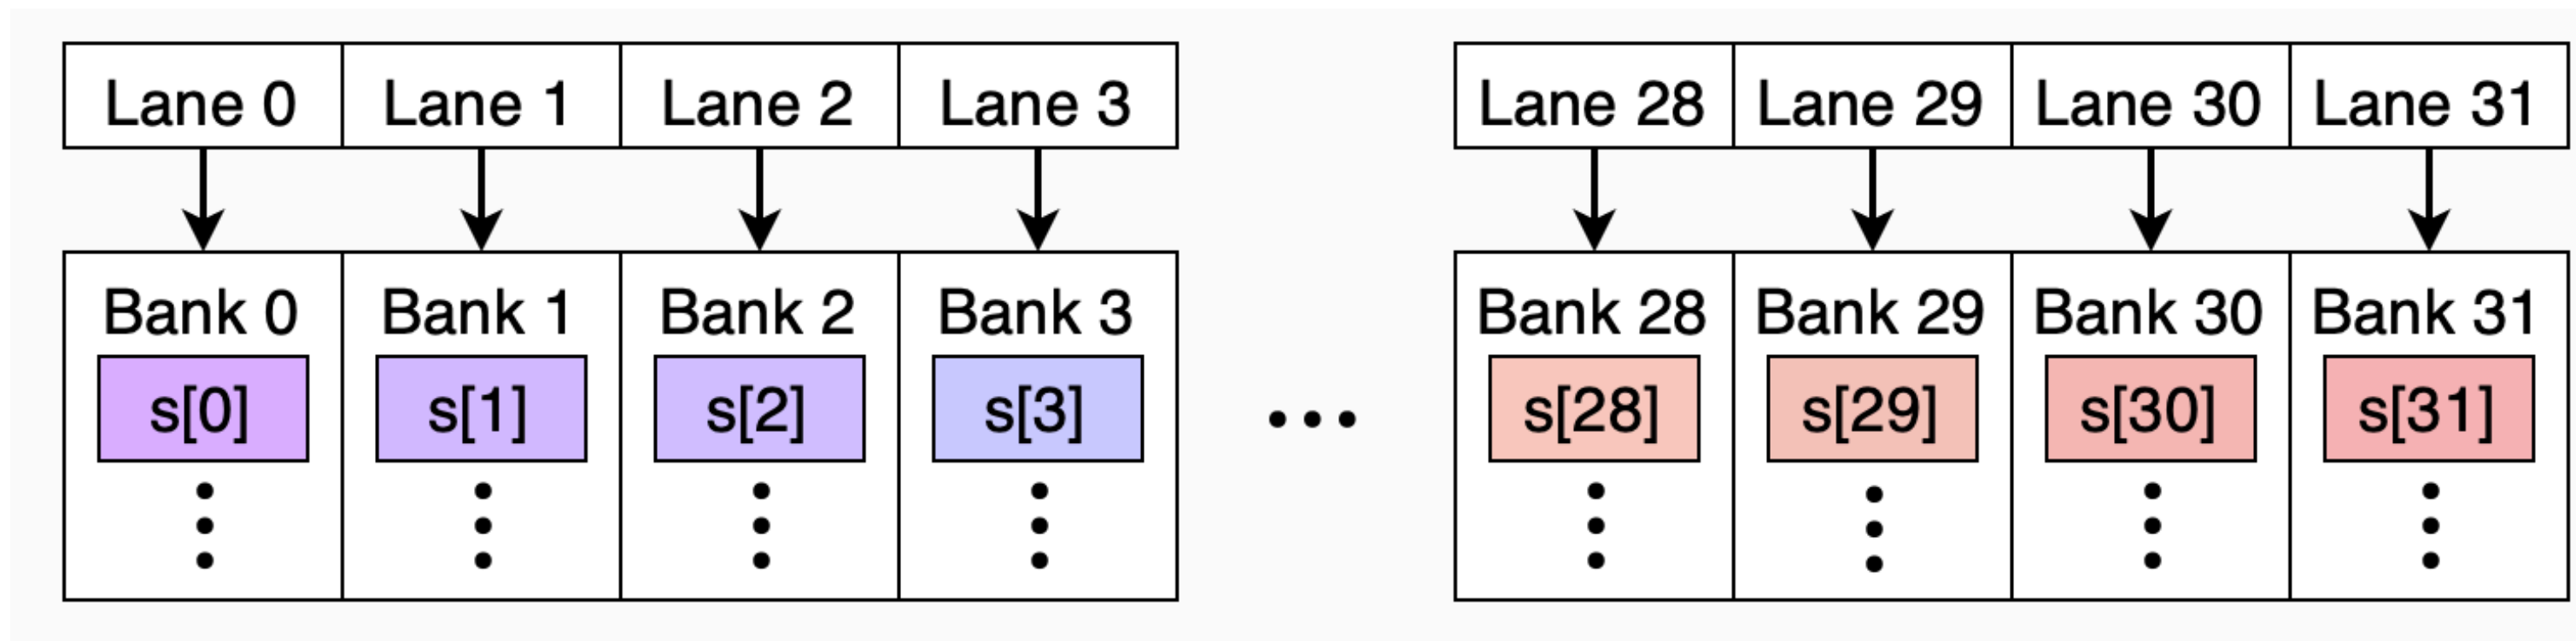 Lane 0 Lane 1 Lane 2 Lane 3 Lane 28 Lane 29 Lane 30 Lane 31
Bank 0 Bank 1 Bank 2 Bank 3 Bank 28 Bank 29 Bank 30 Bank 31
s[0] s[1] s[2] s[3] ... s[28] s[29] s[30] s[31]